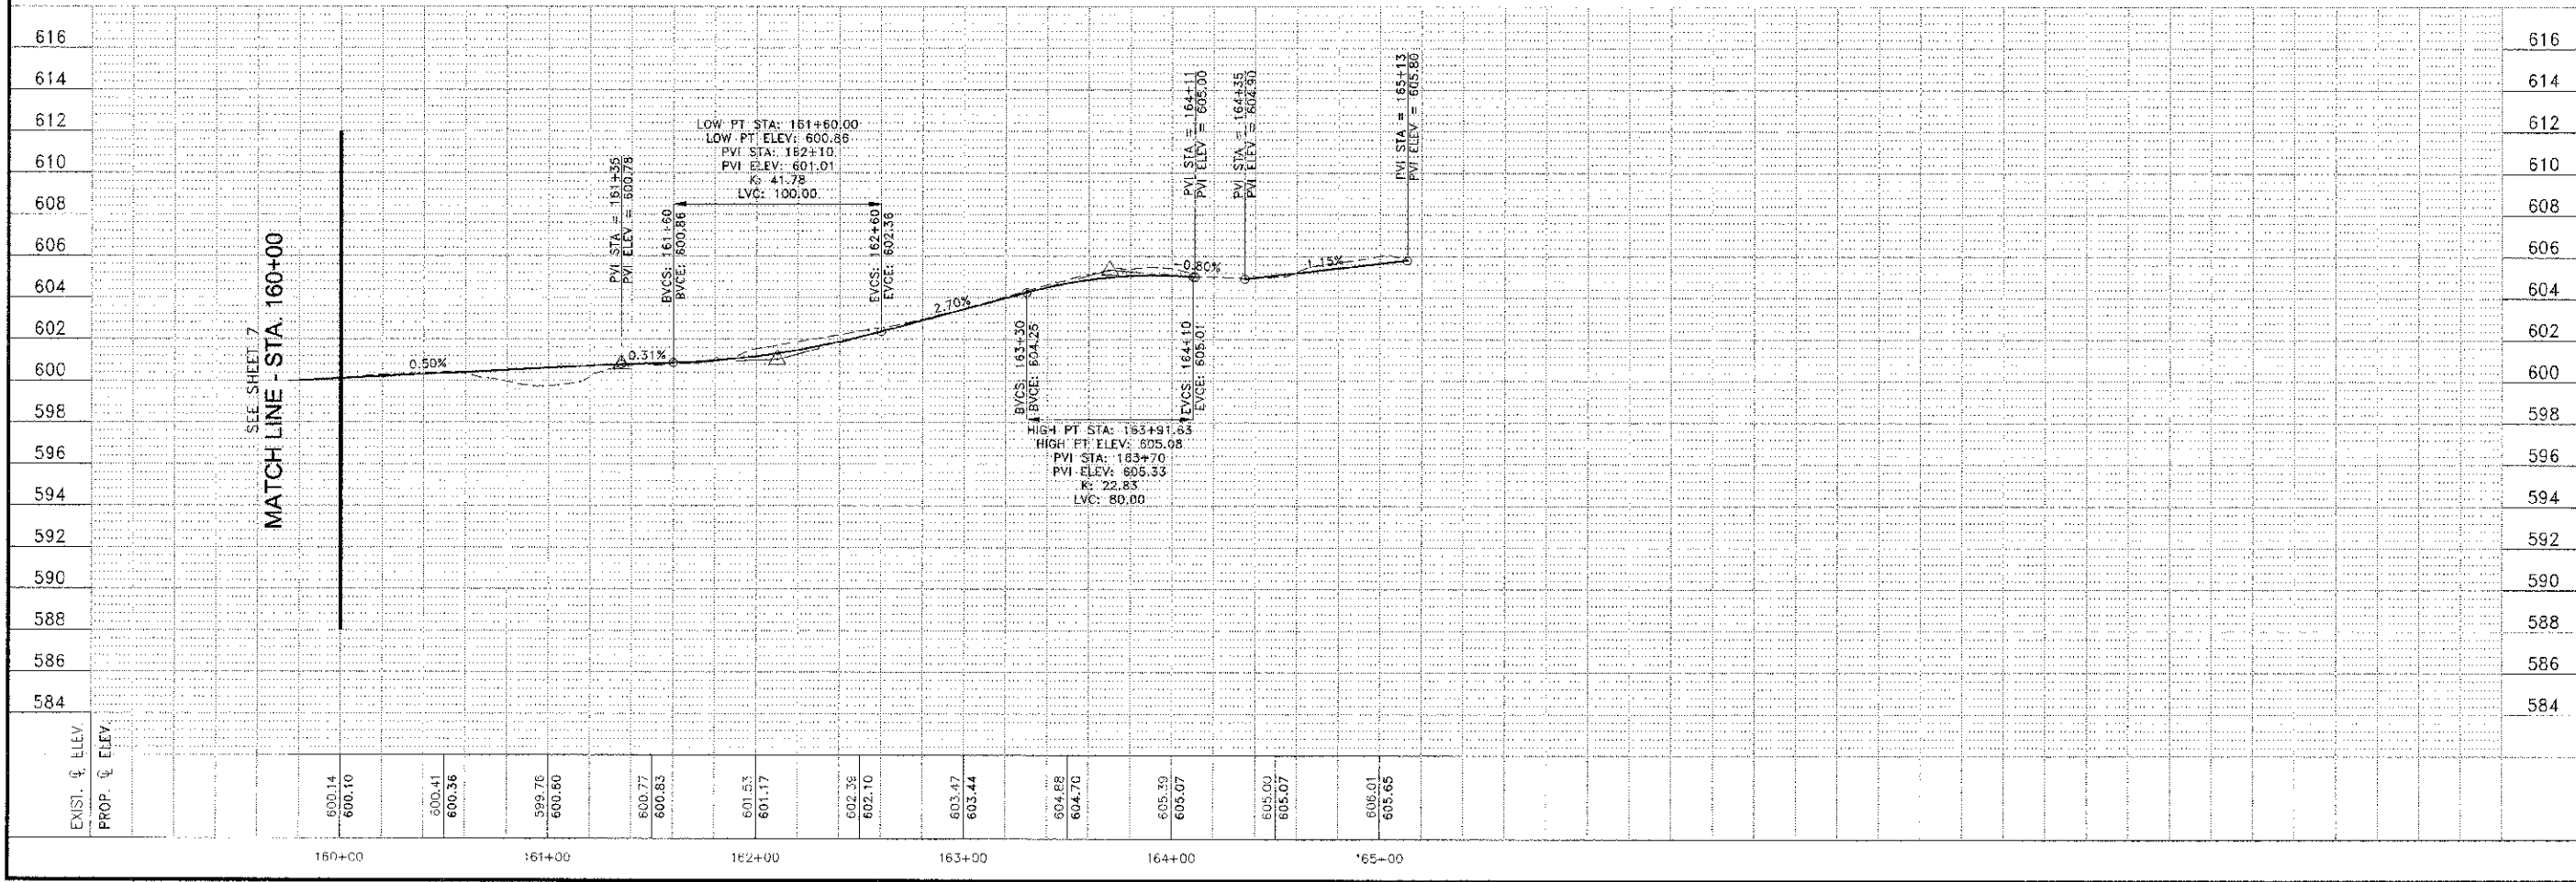 616
614
612
610
608
606
604
602
600
598
596
594
592
590
588
586
584
SEE SHEET 7
MATCH LINE - STA. 160+00
0.50%
PVI STA = 161+35
PVI ELEV = 600.78
0.31%
LOW PT STA: 161+60.00
LOW PT ELEV: 600.86
PVI STA: 162+10
PVI ELEV: 601.01
K: 41.78
LVC: 100.00
BVCS: 161+60
BVCE: 600.86
EVCS: 162+60
EVCE: 602.36
2.70%
BVCS: 163+30
BVCE: 604.25
EVCS: 164+10
EVCE: 605.01
HIGH PT STA: 163+91.63
HIGH PT ELEV: 605.08
PVI STA: 163+70
PVI ELEV: 605.33
K: 22.83
LVC: 80.00
PVI STA = 164+11
PVI ELEV = 605.00
-0.80%
PVI STA = 164+35
PVI ELEV = 604.90
1.15%
PVI STA = 165+13
PVI ELEV = 605.80
616
614
612
610
608
606
604
602
600
598
596
594
592
590
588
586
584
EXIST. ℄ ELEV.
PROP. ℄ ELEV.
600.14
600.10
600.41
600.36
599.76
600.60
600.77
600.83
601.53
601.17
602.39
602.10
603.47
603.44
604.88
604.70
605.39
605.07
605.00
605.07
606.01
605.65
160+00
161+00
162+00
163+00
164+00
165+00